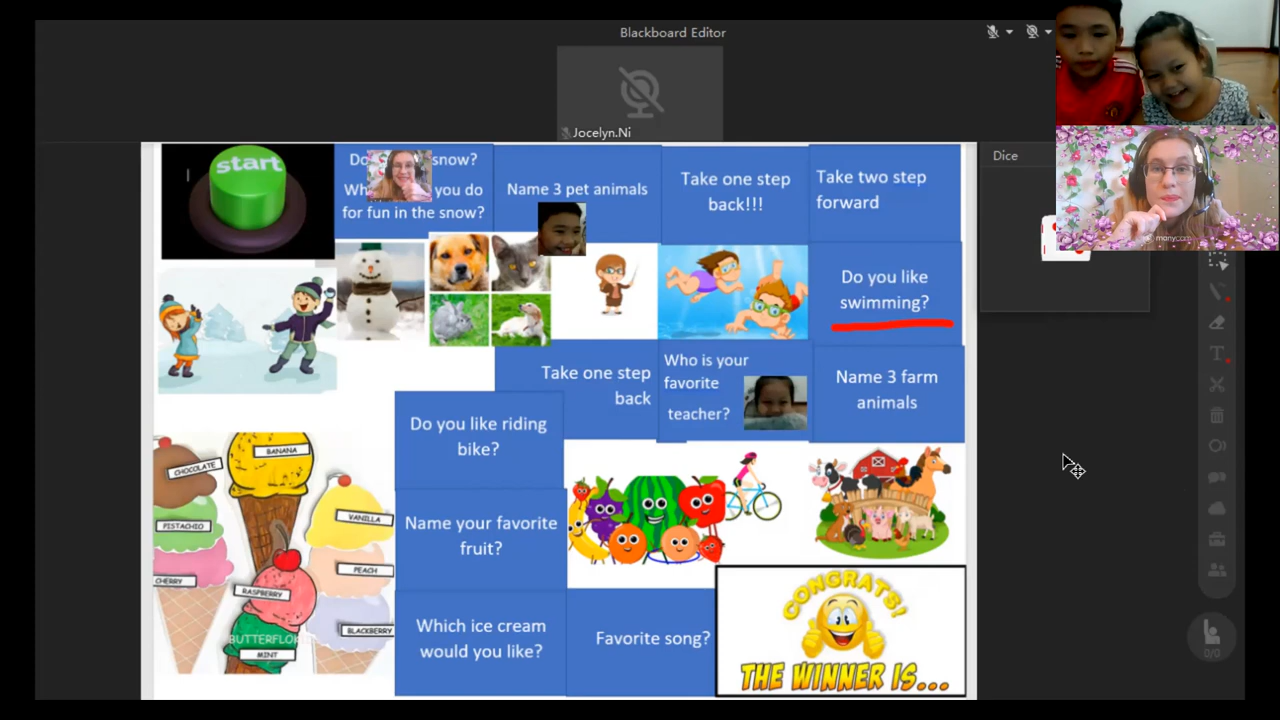 Blackboard Editor
Jocelyn.Ni
Dice
manycam
start
Do snow?
you do
for fun in the snow?
Name 3 pet animals
Take one step
back!!!
Take two step
forward
Do you like
swimming?
Take one step
back
Who is your
favorite
teacher?
Name 3 farm
animals
Do you like riding
bike?
Name your favorite
fruit?
Which ice cream
would you like?
Favorite song?
CHOCOLATE
BANANA
PISTACHIO
VANILLA
CHERRY
PEACH
RASPBERRY
BLACKBERRY
MINT
CONGRATS!
THE WINNER IS...
0/0